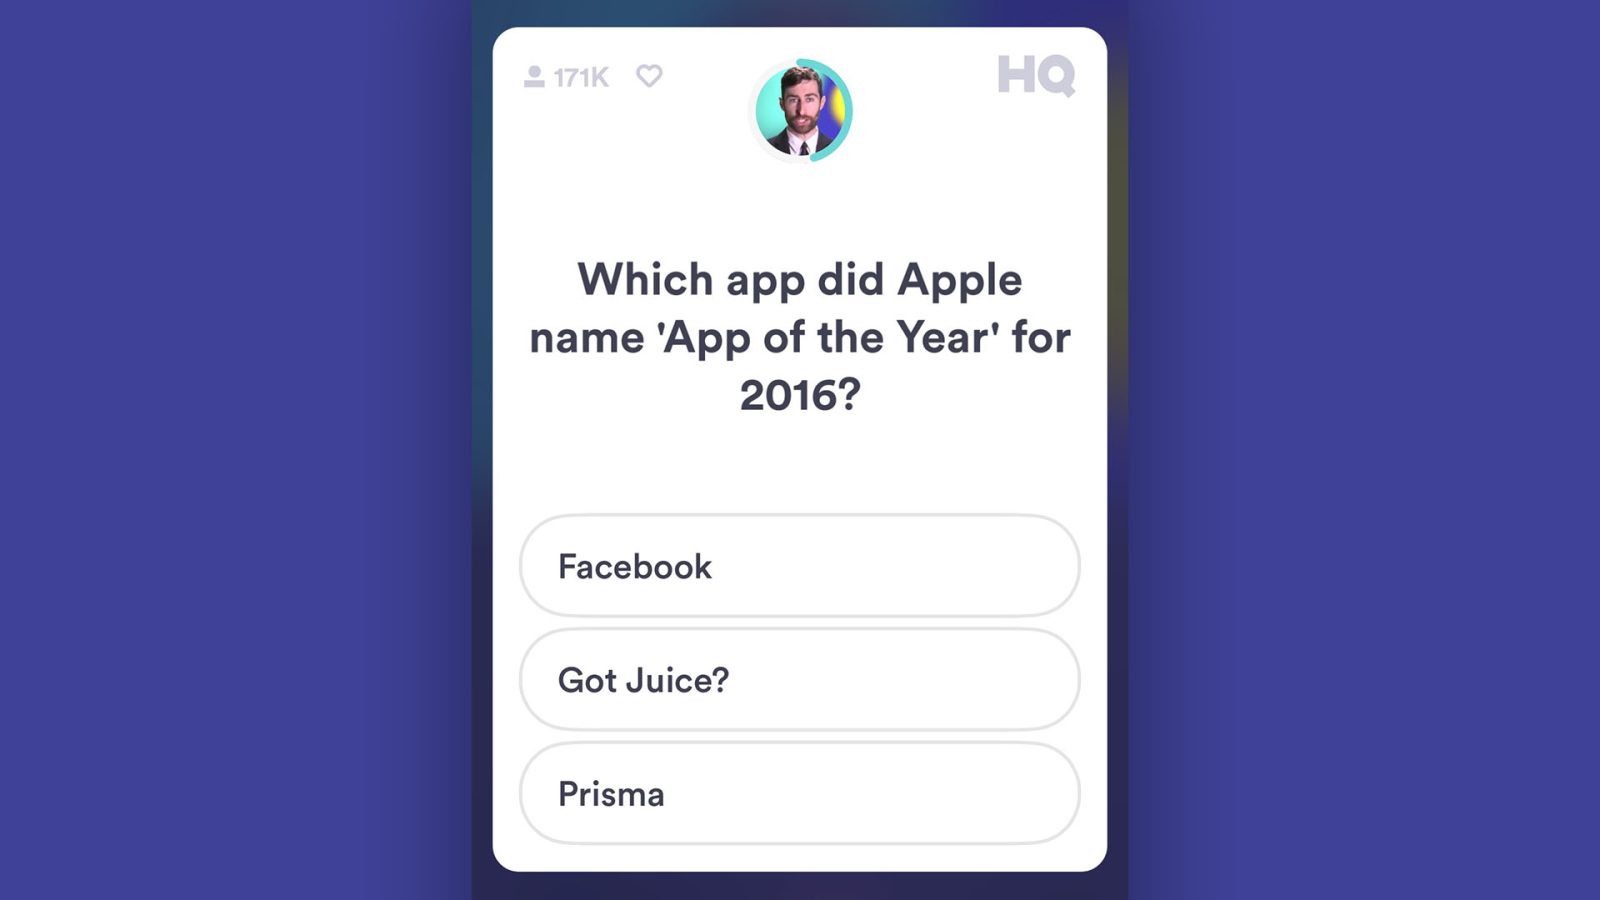 171K
HQ
Which app did Apple
name 'App of the Year' for
2016?
Facebook
Got Juice?
Prisma